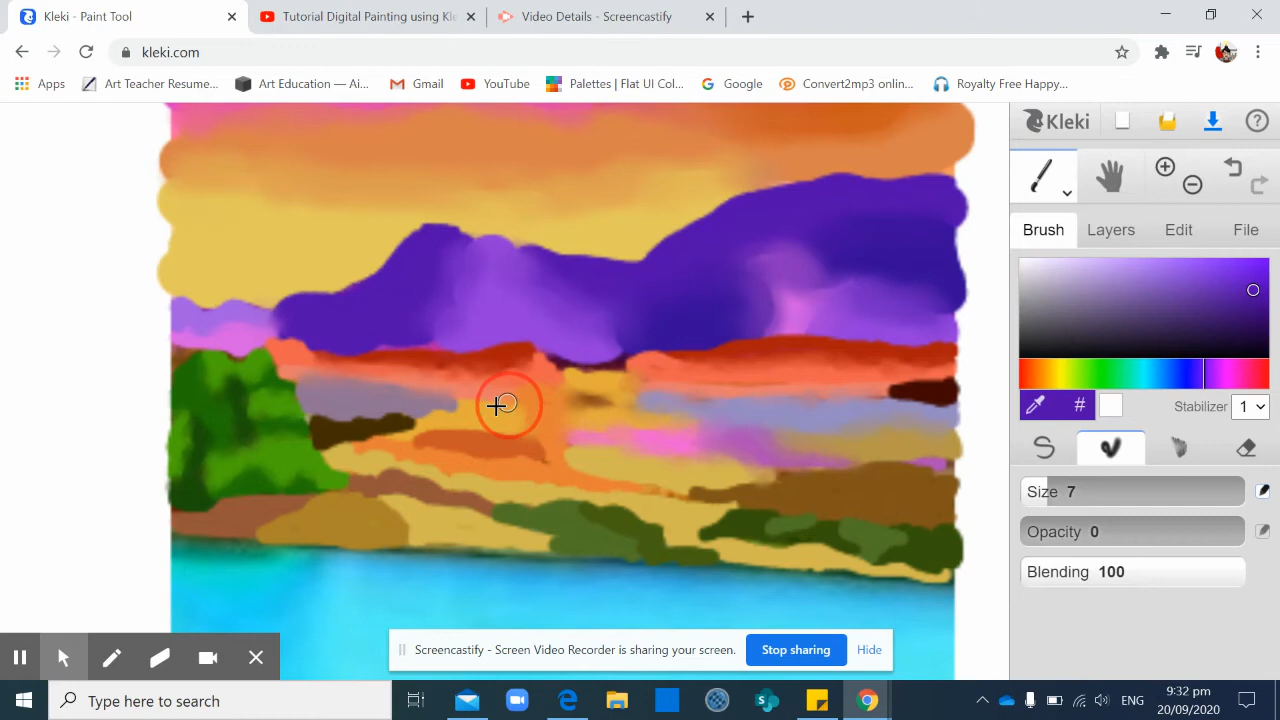 Kleki - Paint Tool
Tutorial Digital Painting using Kle
Video Details - Screencastify
kleki.com
Apps
Art Teacher Resume...
Art Education — Ai...
Gmail
YouTube
Palettes | Flat UI Col...
Google
Convert2mp3 onlin...
Royalty Free Happy...
Kleki
Brush
Layers
Edit
File
#
Stabilizer
1
Size 7
Opacity 0
Blending 100
Screencastify - Screen Video Recorder is sharing your screen.
Stop sharing
Hide
Type here to search
ENG
9:32 pm
20/09/2020